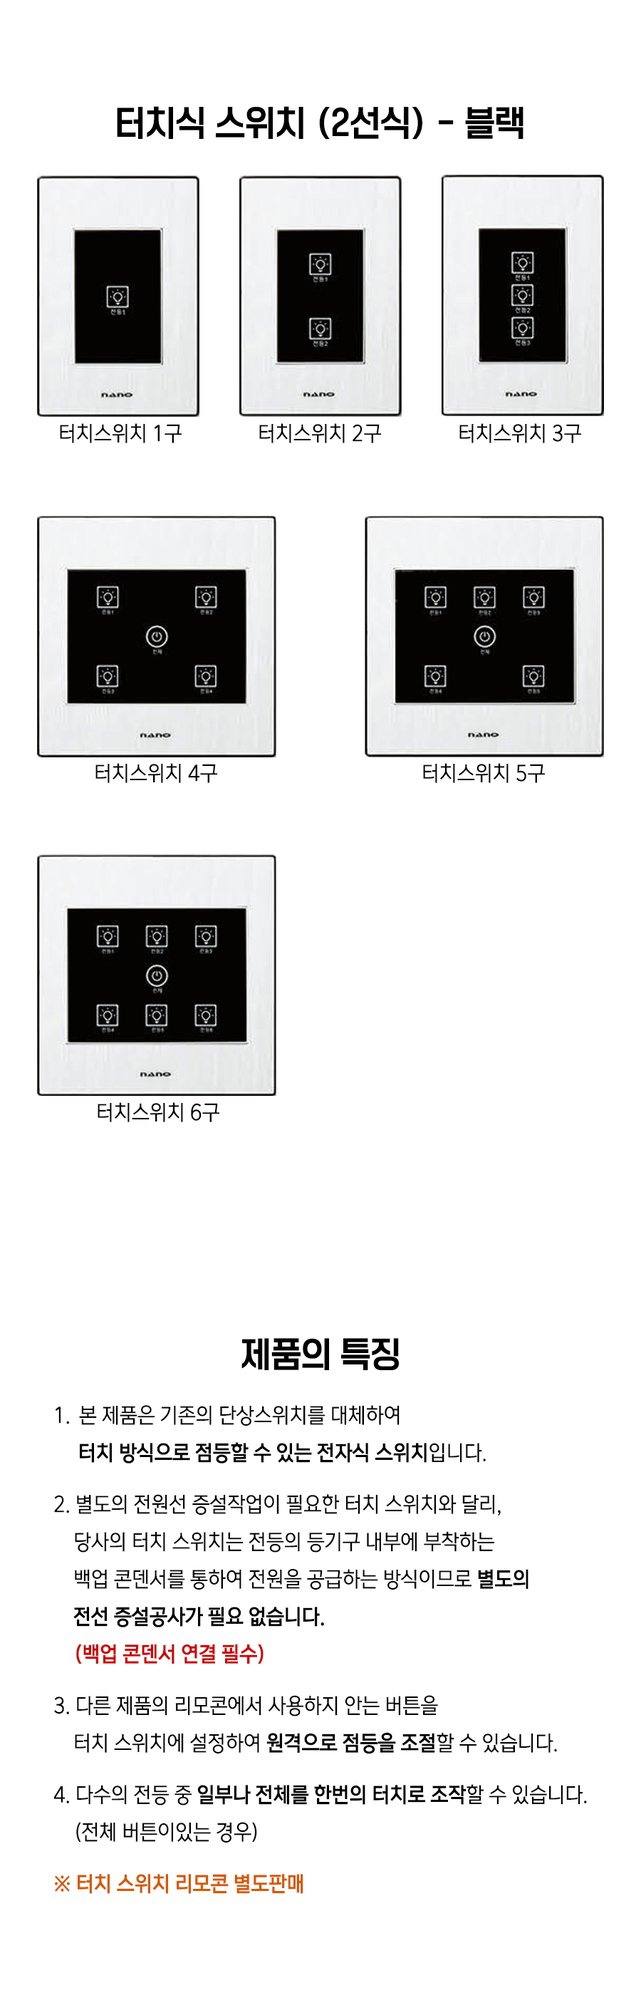 터치식 스위치 (2선식) - 블랙
전등1
nano
터치스위치 1구
전등1
전등2
nano
터치스위치 2구
전등1
전등2
전등3
nano
터치스위치 3구
전등1 전등2
전체
전등3 전등4
nano
터치스위치 4구
전등1 전등2 전등3
전체
전등4 전등5
nano
터치스위치 5구
전등1 전등2 전등3
전체
전등4 전등5 전등6
nano
터치스위치 6구
제품의 특징
1. 본 제품은 기존의 단상스위치를 대체하여
터치 방식으로 점등할 수 있는 전자식 스위치입니다.
2. 별도의 전원선 증설작업이 필요한 터치 스위치와 달리,
당사의 터치 스위치는 전등의 등기구 내부에 부착하는
백업 콘덴서를 통하여 전원을 공급하는 방식이므로 별도의
전선 증설공사가 필요 없습니다.
(백업 콘덴서 연결 필수)
3. 다른 제품의 리모콘에서 사용하지 안는 버튼을
터치 스위치에 설정하여 원격으로 점등을 조절할 수 있습니다.
4. 다수의 전등 중 일부나 전체를 한번의 터치로 조작할 수 있습니다.
(전체 버튼이있는 경우)
※ 터치 스위치 리모콘 별도판매